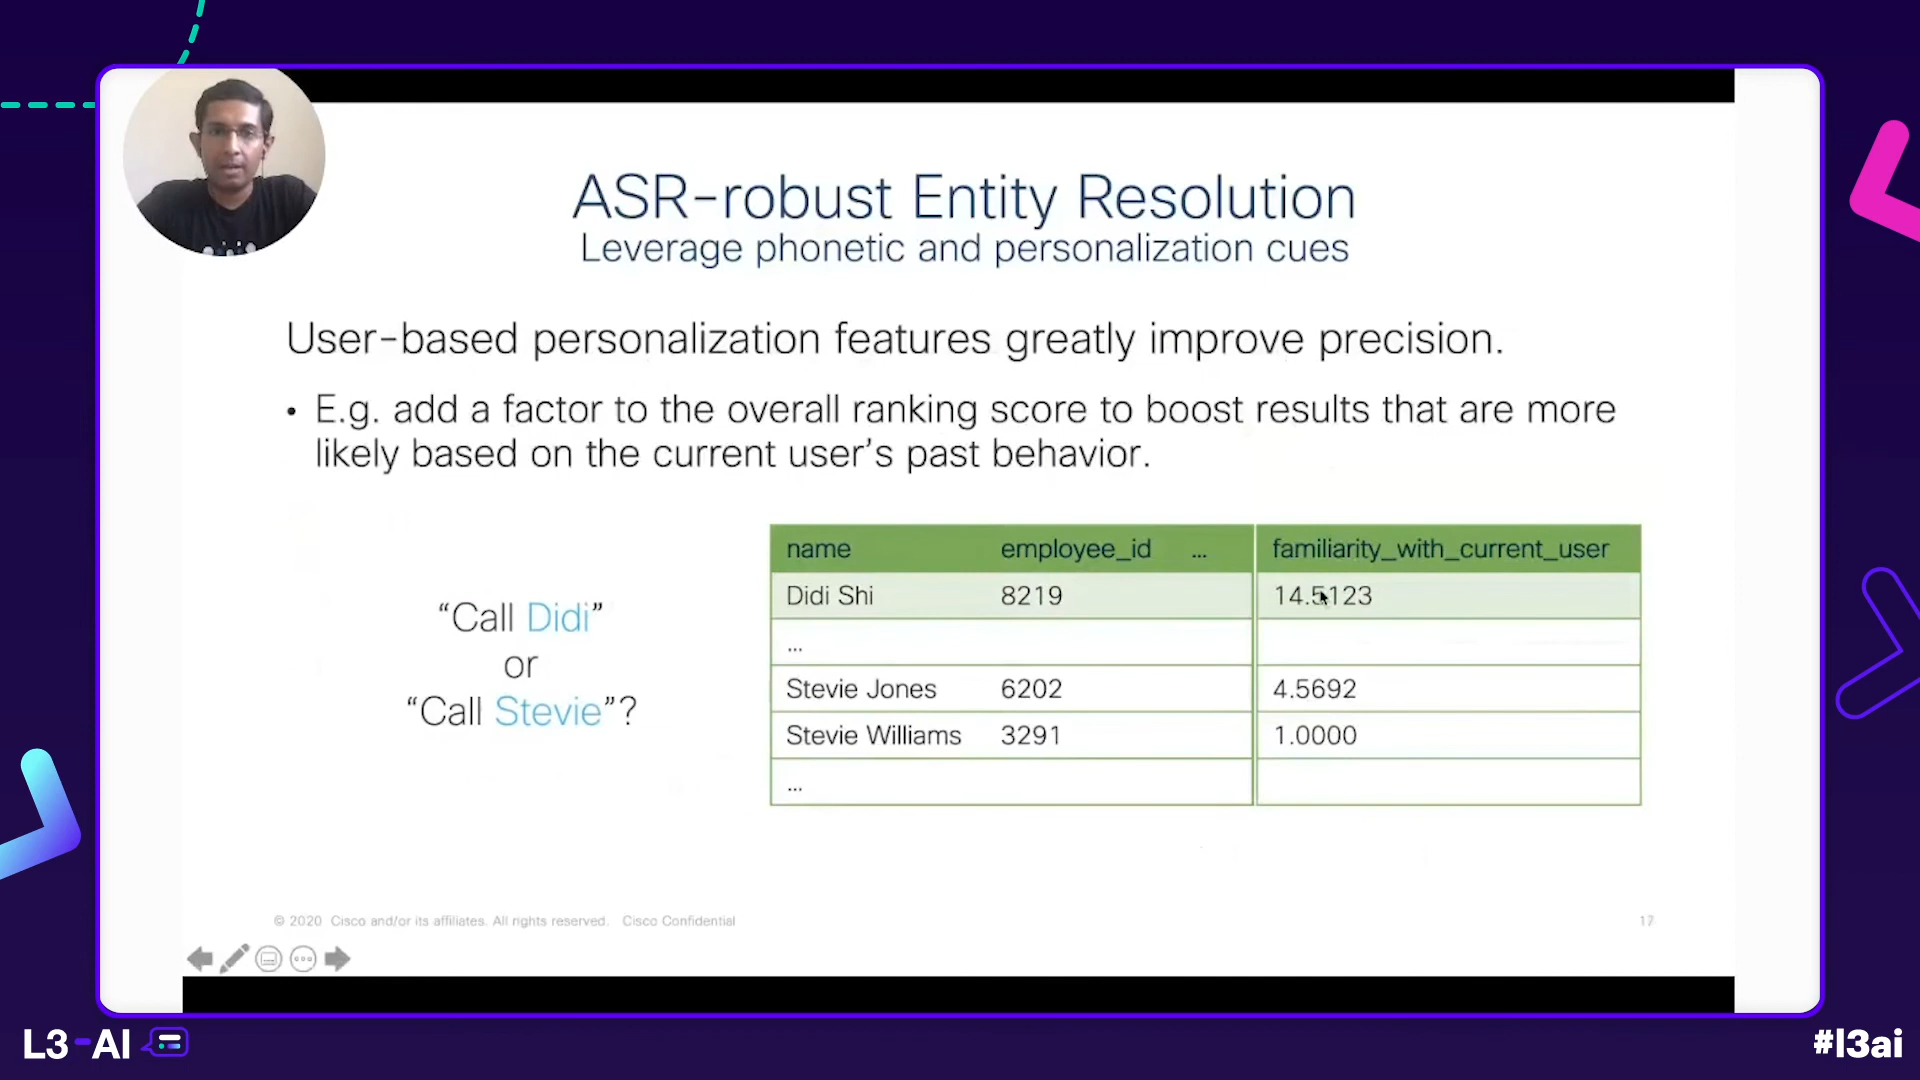 ASR-robust Entity Resolution
Leverage phonetic and personalization cues
User-based personalization features greatly improve precision.
• E.g. add a factor to the overall ranking score to boost results that are more
likely based on the current user's past behavior.
"Call Didi"
or
"Call Stevie"?
name employee_id ... familiarity_with_current_user
Didi Shi 8219 14.5123
...
Stevie Jones 6202 4.5692
Stevie Williams 3291 1.0000
...
© 2020 Cisco and/or its affiliates. All rights reserved. Cisco Confidential
17
L3-AI
#l3ai